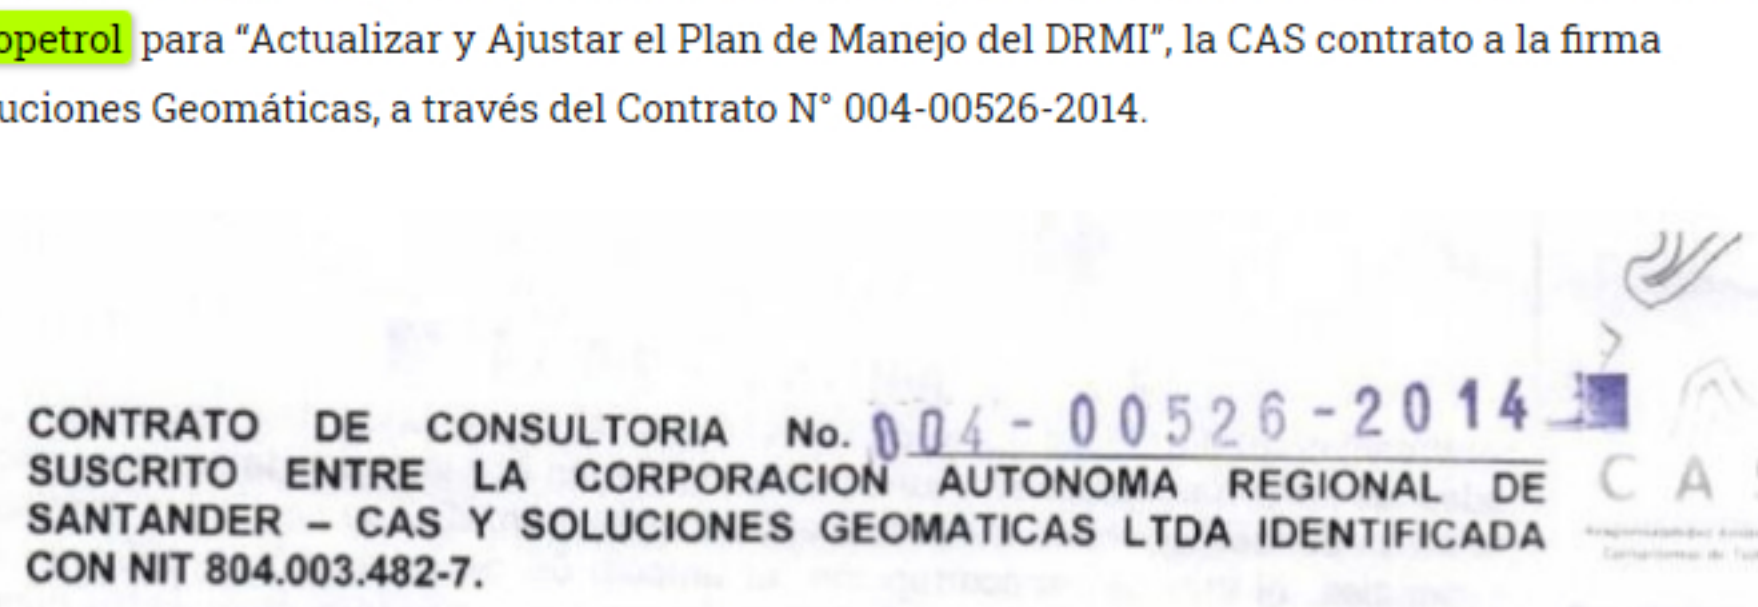 opetrol para “Actualizar y Ajustar el Plan de Manejo del DRMI”, la CAS contrato a la firma
uciones Geomáticas, a través del Contrato N° 004-00526-2014.
CONTRATO DE CONSULTORIA No. 004-00526-2014
SUSCRITO ENTRE LA CORPORACION AUTONOMA REGIONAL DE
SANTANDER – CAS Y SOLUCIONES GEOMATICAS LTDA IDENTIFICADA
CON NIT 804.003.482-7.
C A